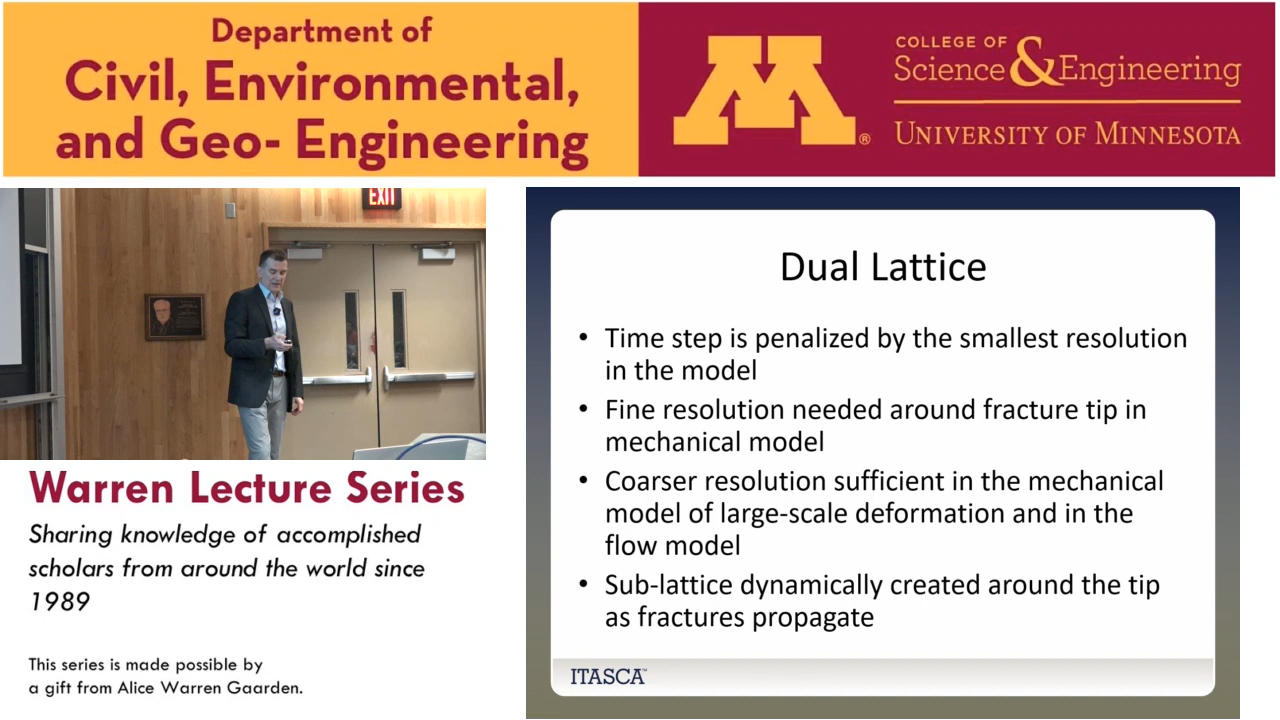 Department of
Civil, Environmental,
and Geo- Engineering
M®
COLLEGE OF
Science & Engineering
UNIVERSITY OF MINNESOTA
EXIT
Warren Lecture Series
Sharing knowledge of accomplished
scholars from around the world since
1989
This series is made possible by
a gift from Alice Warren Gaarden.
Dual Lattice
• Time step is penalized by the smallest resolution
in the model
• Fine resolution needed around fracture tip in
mechanical model
• Coarser resolution sufficient in the mechanical
model of large-scale deformation and in the
flow model
• Sub-lattice dynamically created around the tip
as fractures propagate
ITASCA™